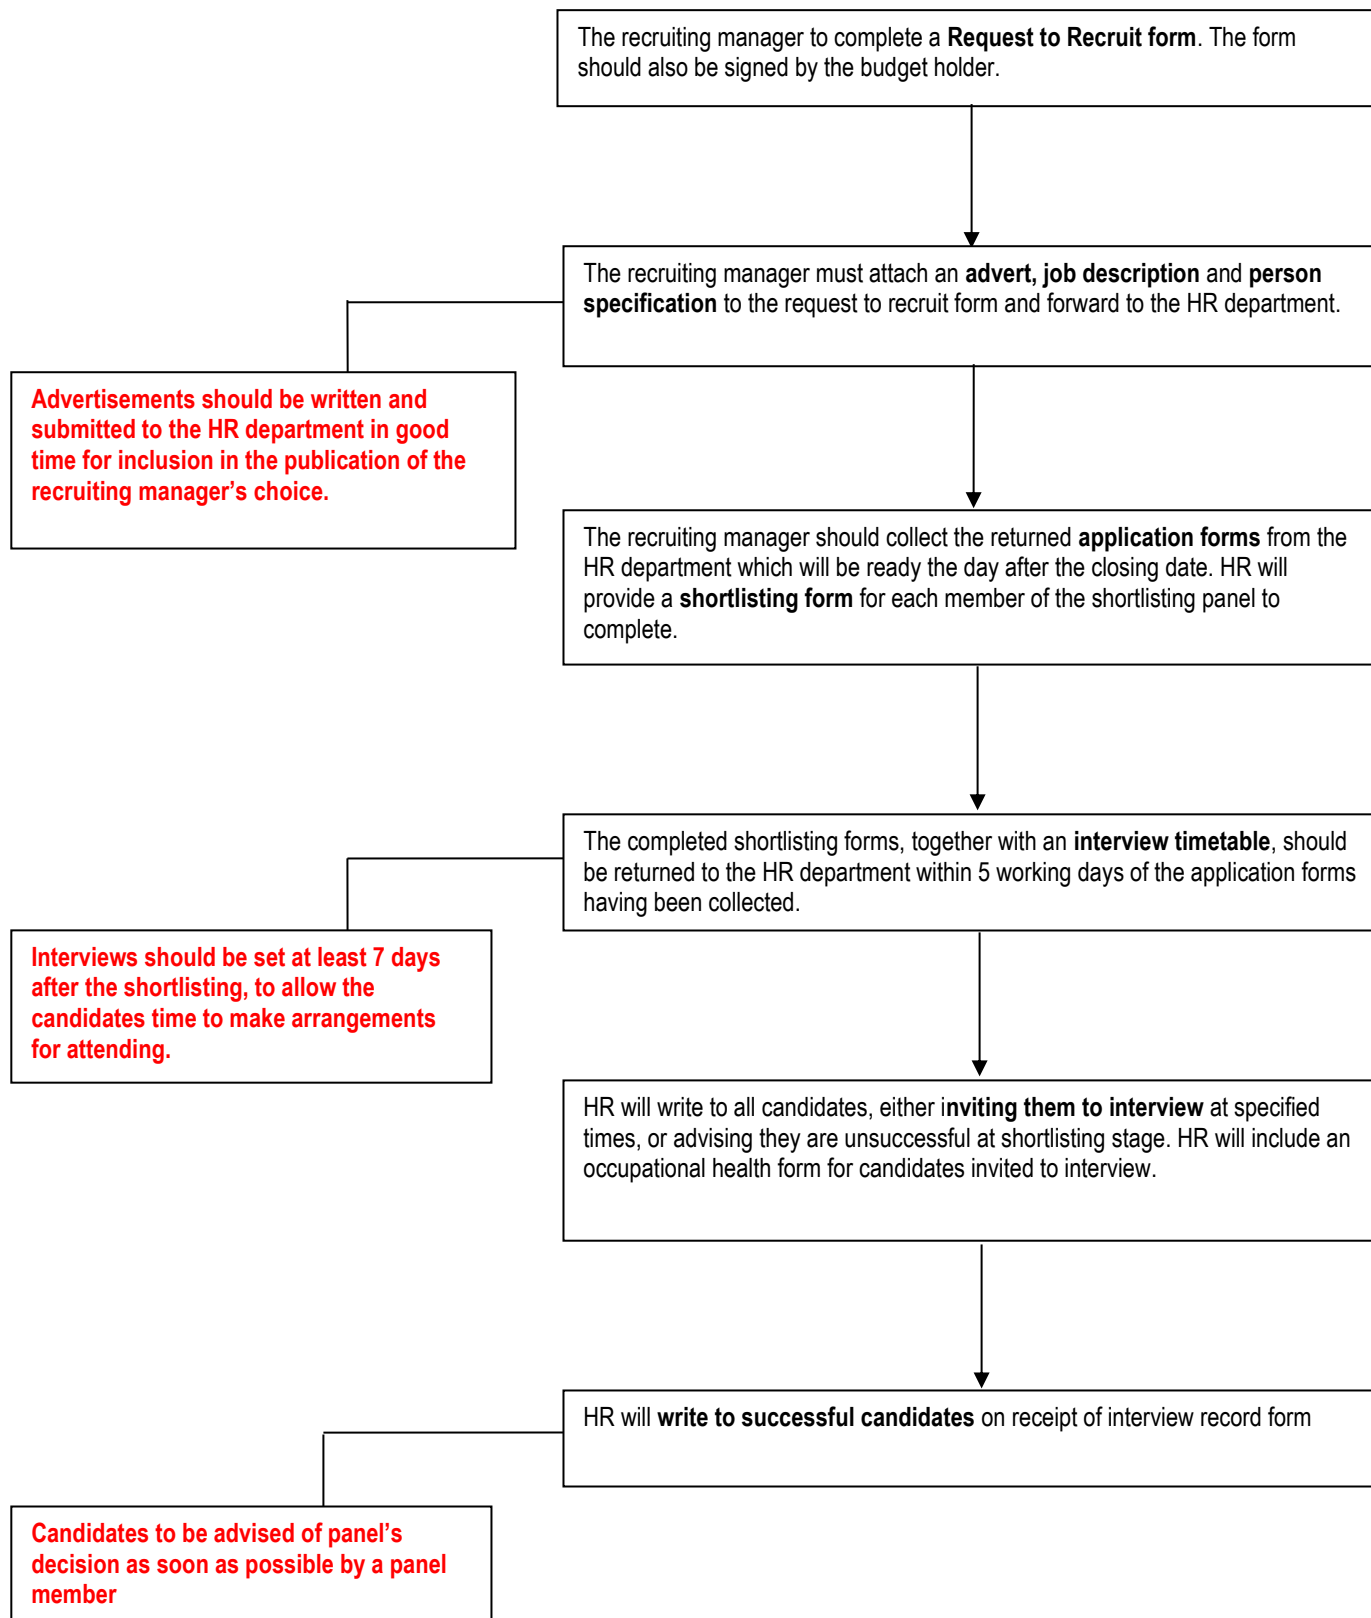 The recruiting manager to complete a Request to Recruit form. The form
should also be signed by the budget holder.
The recruiting manager must attach an advert, job description and person
specification to the request to recruit form and forward to the HR department.
Advertisements should be written and
submitted to the HR department in good
time for inclusion in the publication of the
recruiting manager’s choice.
The recruiting manager should collect the returned application forms from the
HR department which will be ready the day after the closing date. HR will
provide a shortlisting form for each member of the shortlisting panel to
complete.
The completed shortlisting forms, together with an interview timetable, should
be returned to the HR department within 5 working days of the application forms
having been collected.
Interviews should be set at least 7 days
after the shortlisting, to allow the
candidates time to make arrangements
for attending.
HR will write to all candidates, either inviting them to interview at specified
times, or advising they are unsuccessful at shortlisting stage. HR will include an
occupational health form for candidates invited to interview.
HR will write to successful candidates on receipt of interview record form
Candidates to be advised of panel’s
decision as soon as possible by a panel
member